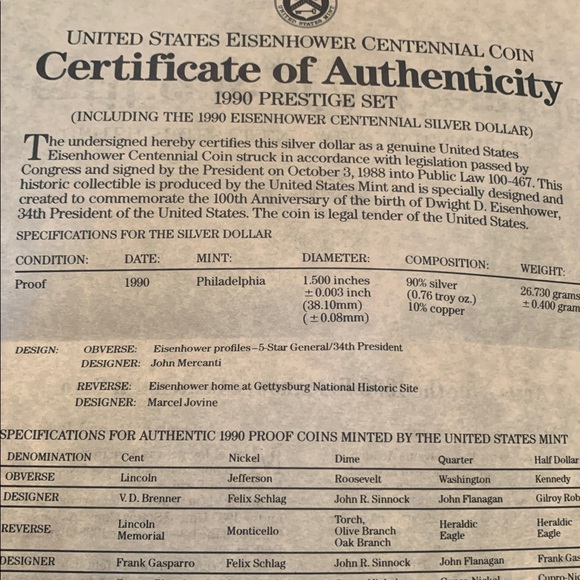 UNITED STATES MINT
UNITED STATES EISENHOWER CENTENNIAL COIN
Certificate of Authenticity
1990 PRESTIGE SET
(INCLUDING THE 1990 EISENHOWER CENTENNIAL SILVER DOLLAR)
The undersigned hereby certifies this silver dollar as a genuine United States
Eisenhower Centennial Coin struck in accordance with legislation passed by
Congress and signed by the President on October 3, 1988 into Public Law 100-467. This
historic collectible is produced by the United States Mint and is specially designed and
created to commemorate the 100th Anniversary of the birth of Dwight D. Eisenhower,
34th President of the United States. The coin is legal tender of the United States.
SPECIFICATIONS FOR THE SILVER DOLLAR
CONDITION: DATE: MINT: DIAMETER: COMPOSITION: WEIGHT:
Proof 1990 Philadelphia 1.500 inches 90% silver 26.730 grams
±0.003 inch (0.76 troy oz.) ±0.400 gram
(38.10mm) 10% copper
(±0.08mm)
DESIGN: OBVERSE: Eisenhower profiles–5-Star General/34th President
DESIGNER: John Mercanti
REVERSE: Eisenhower home at Gettysburg National Historic Site
DESIGNER: Marcel Jovine
SPECIFICATIONS FOR AUTHENTIC 1990 PROOF COINS MINTED BY THE UNITED STATES MINT
DENOMINATION Cent Nickel Dime Quarter Half Dollar
OBVERSE Lincoln Jefferson Roosevelt Washington Kennedy
DESIGNER V.D. Brenner Felix Schlag John R. Sinnock John Flanagan Gilroy Rob
REVERSE Lincoln Memorial Monticello Torch, Olive Branch Oak Branch Heraldic Eagle Heraldic Eagle
DESIGNER Frank Gasparro Felix Schlag John R. Sinnock John Flanagan Frank Gas